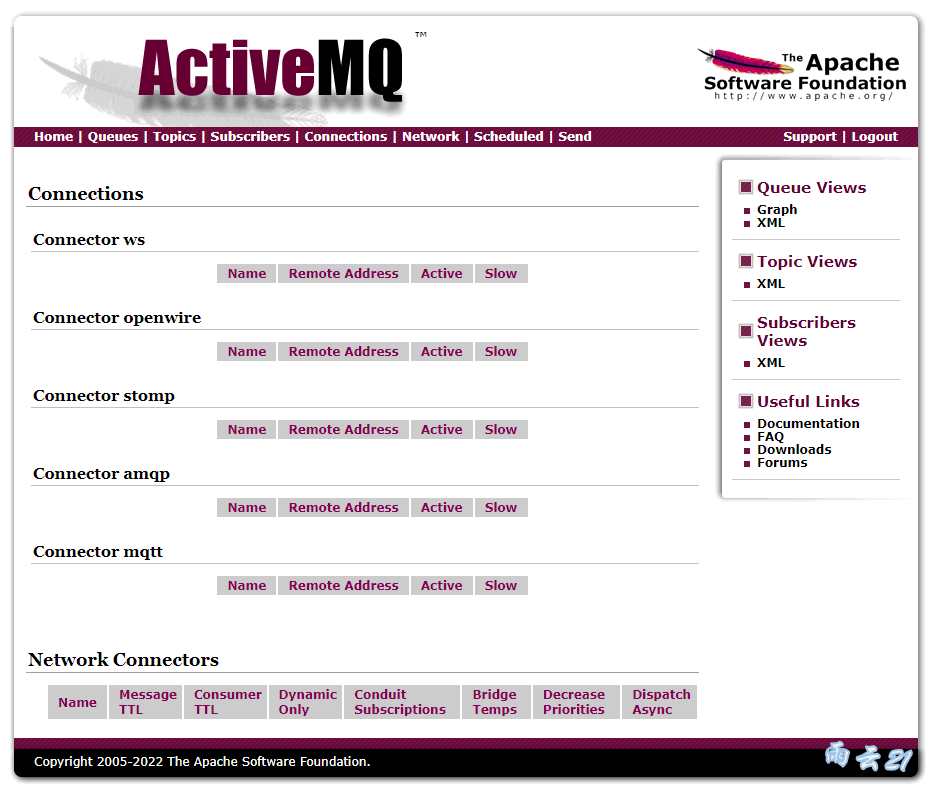 ActiveMQ ™
The Apache
Software Foundation
http://www.apache.org/
Home | Queues | Topics | Subscribers | Connections | Network | Scheduled | Send
Support | Logout
Connections
Connector ws
Name Remote Address Active Slow
Connector openwire
Name Remote Address Active Slow
Connector stomp
Name Remote Address Active Slow
Connector amqp
Name Remote Address Active Slow
Connector mqtt
Name Remote Address Active Slow
Network Connectors
Name Message TTL Consumer TTL Dynamic Only Conduit Subscriptions Bridge Temps Decrease Priorities Dispatch Async
Queue Views
Graph
XML
Topic Views
XML
Subscribers
Views
XML
Useful Links
Documentation
FAQ
Downloads
Forums
Copyright 2005-2022 The Apache Software Foundation.
雨云21